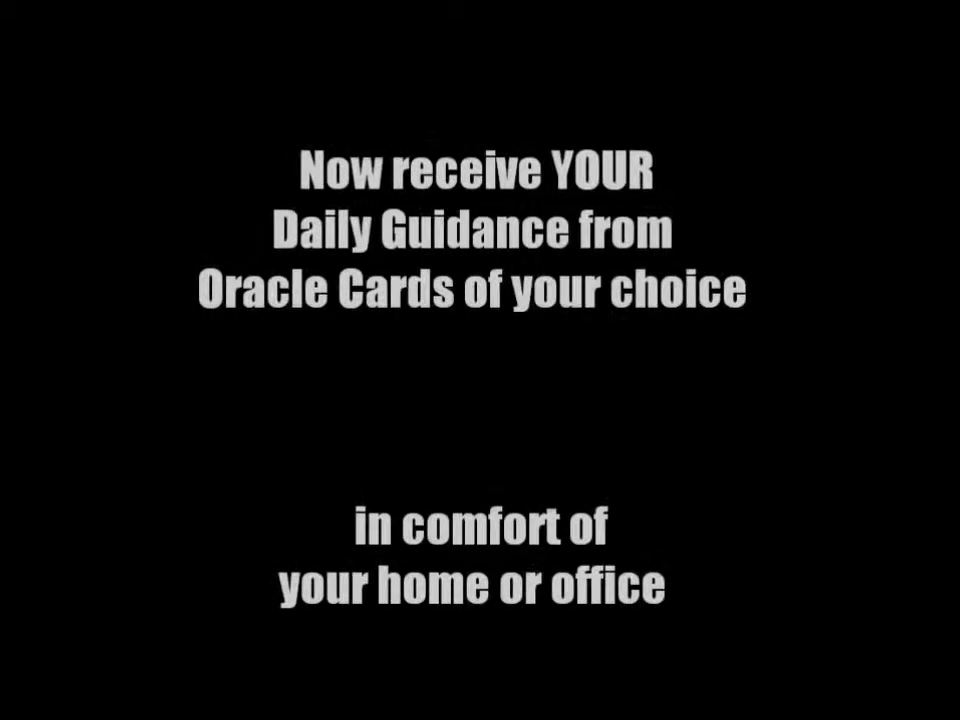 Now receive YOUR
Daily Guidance from
Oracle Cards of your choice
in comfort of
your home or office